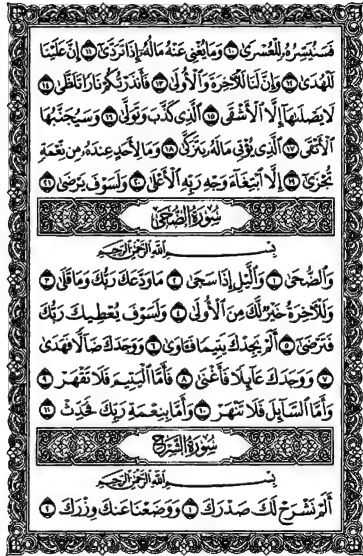 فَسَنُيَسِّرُهُۥ لِلْعُسْرَىٰ ١٠ وَمَا يُغْنِى عَنْهُ مَالُهُۥٓ إِذَا تَرَدَّىٰٓ ١١ إِنَّ عَلَيْنَا
لَلْهُدَىٰ ١٢ وَإِنَّ لَنَا لَلْءَاخِرَةَ وَٱلْأُولَىٰ ١٣ فَأَنذَرْتُكُمْ نَارًا تَلَظَّىٰ ١٤
لَا يَصْلَىٰهَآ إِلَّا ٱلْأَشْقَى ١٥ ٱلَّذِى كَذَّبَ وَتَوَلَّىٰ ١٦ وَسَيُجَنَّبُهَا
ٱلْأَتْقَى ١٧ ٱلَّذِى يُؤْتِى مَالَهُۥ يَتَزَكَّىٰ ١٨ وَمَا لِأَحَدٍ عِندَهُۥ مِن نِّعْمَةٍ
تُجْزَىٰٓ ١٩ إِلَّا ٱبْتِغَآءَ وَجْهِ رَبِّهِ ٱلْأَعْلَىٰ ٢٠ وَلَسَوْفَ يَرْضَىٰ ٢١
سُورَةُ الضُّحَىٰ
بِسْمِ ٱللَّهِ ٱلرَّحْمَٰنِ ٱلرَّحِيمِ
وَٱلضُّحَىٰ ١ وَٱلَّيْلِ إِذَا سَجَىٰ ٢ مَا وَدَّعَكَ رَبُّكَ وَمَا قَلَىٰ ٣
وَلَلْءَاخِرَةُ خَيْرٌ لَّكَ مِنَ ٱلْأُولَىٰ ٤ وَلَسَوْفَ يُعْطِيكَ رَبُّكَ
فَتَرْضَىٰٓ ٥ أَلَمْ يَجِدْكَ يَتِيمًا فَـَٔاوَىٰ ٦ وَوَجَدَكَ ضَآلًّا فَهَدَىٰ
٧ وَوَجَدَكَ عَآئِلًا فَأَغْنَىٰ ٨ فَأَمَّا ٱلْيَتِيمَ فَلَا تَقْهَرْ ٩
وَأَمَّا ٱلسَّآئِلَ فَلَا تَنْهَرْ ١٠ وَأَمَّا بِنِعْمَةِ رَبِّكَ فَحَدِّثْ ١١
سُورَةُ الشَّرْحِ
بِسْمِ ٱللَّهِ ٱلرَّحْمَٰنِ ٱلرَّحِيمِ
أَلَمْ نَشْرَحْ لَكَ صَدْرَكَ ١ وَوَضَعْنَا عَنكَ وِزْرَكَ ٢